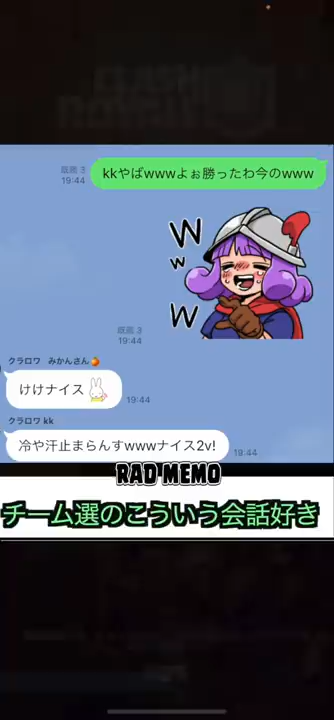 CLASH
ROYALE
kkやばwwwよぉ勝ったわ今のwww
既読 3
19:44
W
w
W
既読 3
19:44
クラロワ みかんさん🍊
けけナイス
19:44
クラロワ kk
冷や汗止まらんすwwwナイス2v!
19:44
RAD MEMO
チーム選のこういう会話好き